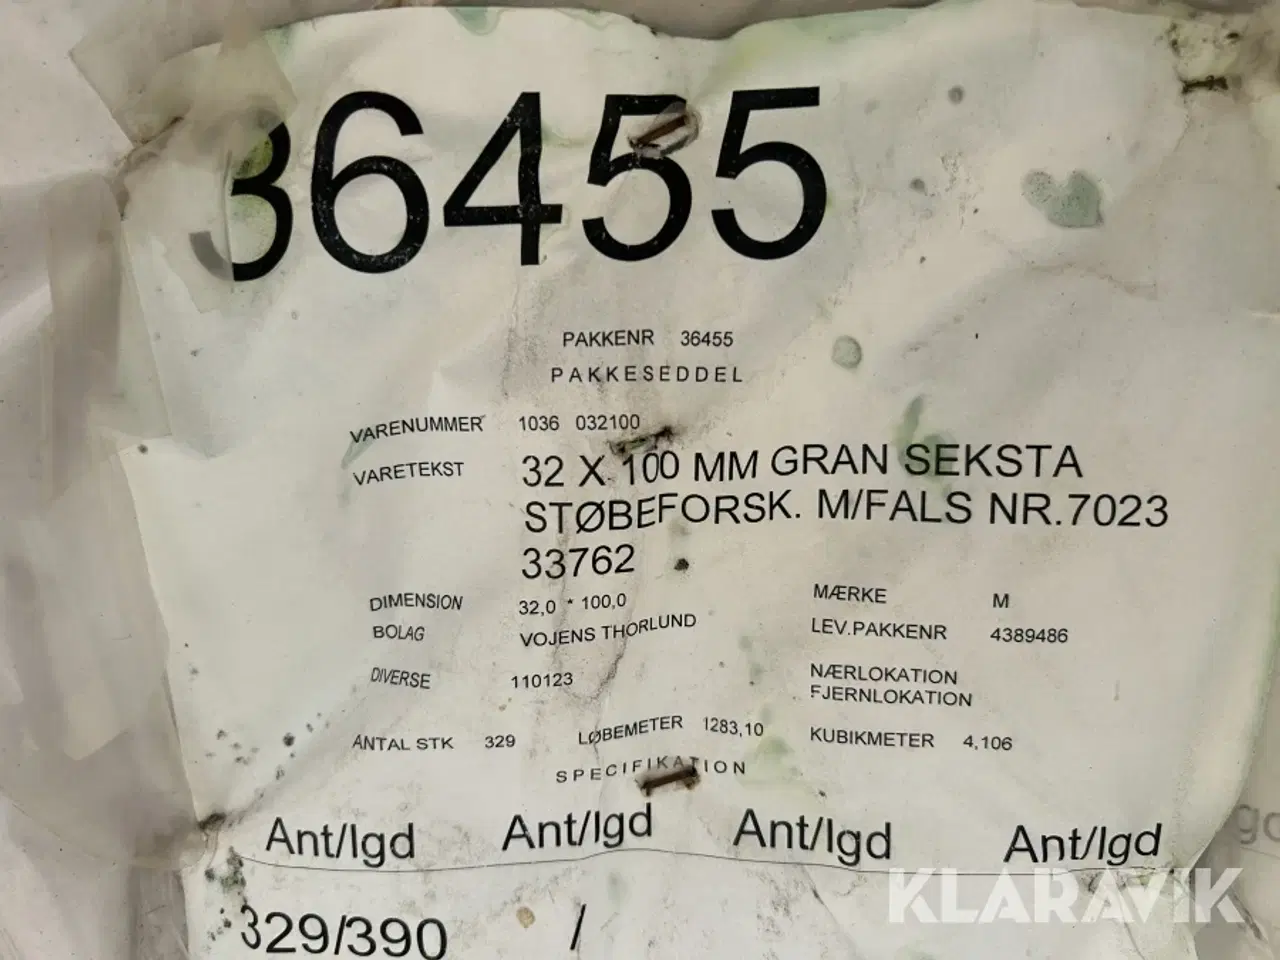 36455
PAKKENR 36455
PAKKESEDDEL
VARENUMMER 1036 032100
VARETEKST 32 X 100 MM GRAN SEKSTA
STØBEFORSK. M/FALS NR.7023
33762
DIMENSION 32,0 * 100,0 MÆRKE M
BOLAG VOJENS THORLUND LEV.PAKKENR 4389486
DIVERSE 110123 NÆRLOKATION
FJERNLOKATION
ANTAL STK 329 LØBEMETER 1283,10 KUBIKMETER 4,106
SPECIFIKATION
Ant/lgd Ant/lgd Ant/lgd Ant/lgd
329/390 /
KLARAVIK